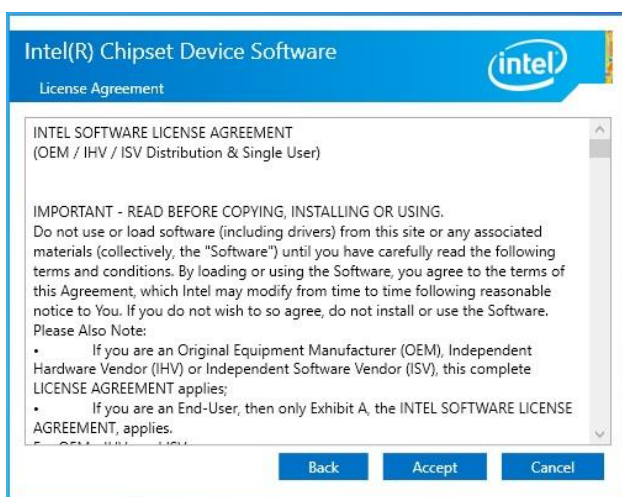 Intel(R) Chipset Device Software
intel
License Agreement
INTEL SOFTWARE LICENSE AGREEMENT
(OEM / IHV / ISV Distribution & Single User)
IMPORTANT - READ BEFORE COPYING, INSTALLING OR USING.
Do not use or load software (including drivers) from this site or any associated
materials (collectively, the "Software") until you have carefully read the following
terms and conditions. By loading or using the Software, you agree to the terms of
this Agreement, which Intel may modify from time to time following reasonable
notice to You. If you do not wish to so agree, do not install or use the Software.
Please Also Note:
• If you are an Original Equipment Manufacturer (OEM), Independent
Hardware Vendor (IHV) or Independent Software Vendor (ISV), this complete
LICENSE AGREEMENT applies;
• If you are an End-User, then only Exhibit A, the INTEL SOFTWARE LICENSE
AGREEMENT, applies.
Back Accept Cancel